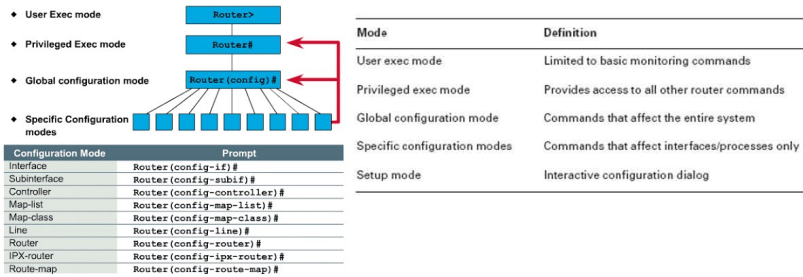 ◆ User Exec mode Router>
◆ Privileged Exec mode Router#
◆ Global configuration mode Router(config)#
◆ Specific Configuration
modes
Configuration Mode Prompt
Interface Router(config-if)#
Subinterface Router(config-subif)#
Controller Router(config-controller)#
Map-list Router(config-map-list)#
Map-class Router(config-map-class)#
Line Router(config-line)#
Router Router(config-router)#
IPX-router Router(config-ipx-router)#
Route-map Router(config-route-map)#
Mode Definition
User exec mode Limited to basic monitoring commands
Privileged exec mode Provides access to all other router commands
Global configuration mode Commands that affect the entire system
Specific configuration modes Commands that affect interfaces/processes only
Setup mode Interactive configuration dialog